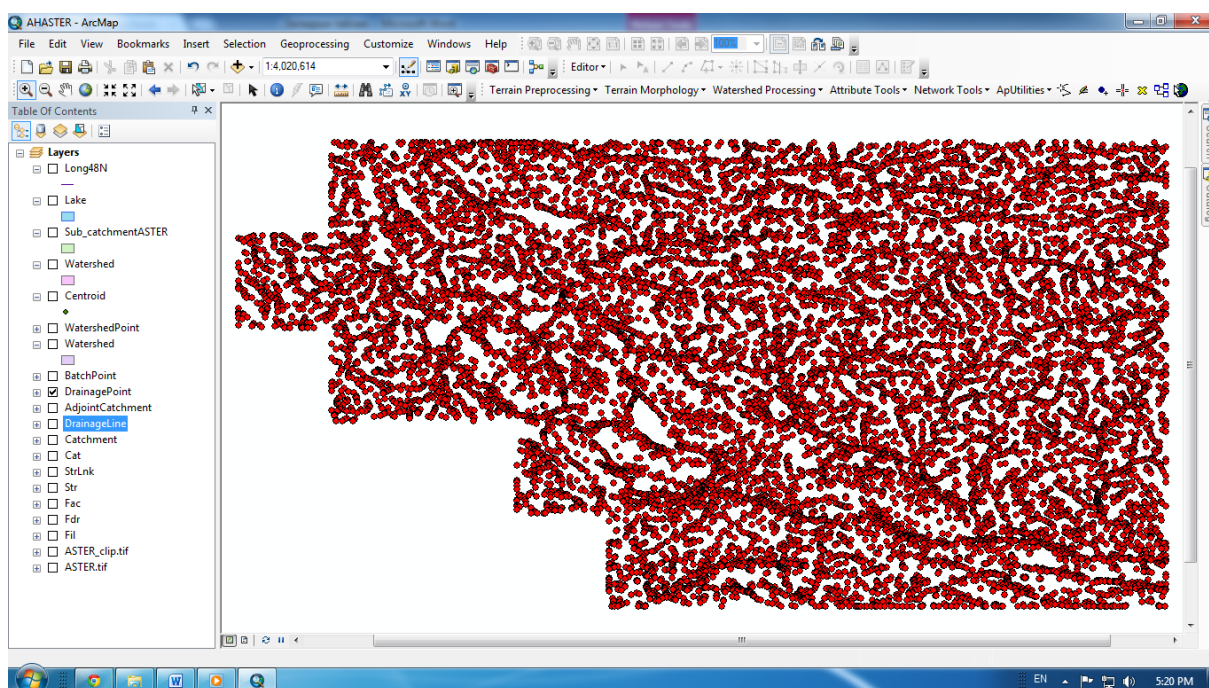 AHASTER - ArcMap
File Edit View Bookmarks Insert Selection Geoprocessing Customize Windows Help 100%
1:4,020,614 Editor
Terrain Preprocessing Terrain Morphology Watershed Processing Attribute Tools Network Tools ApUtilities
Table Of Contents
Layers
Long48N
Lake
Sub_catchmentASTER
Watershed
Centroid
WatershedPoint
Watershed
BatchPoint
DrainagePoint
AdjointCatchment
DrainageLine
Catchment
Cat
StrLnk
Str
Fac
Fdr
Fil
ASTER_clip.tif
ASTER.tif
EN 5:20 PM